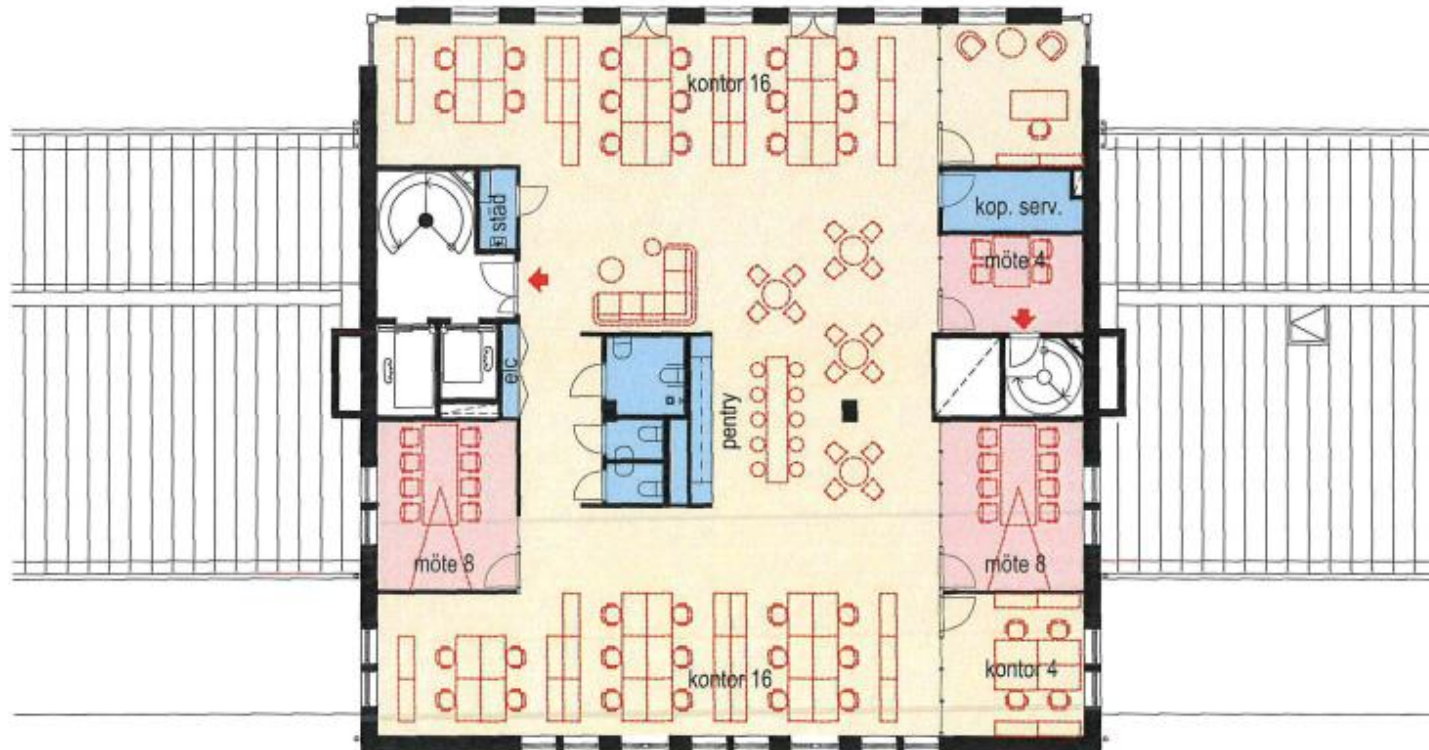 kontor 16
städ
kop. serv.
möte 4
elc
pentry
möte 8
möte 8
kontor 16
kontor 4